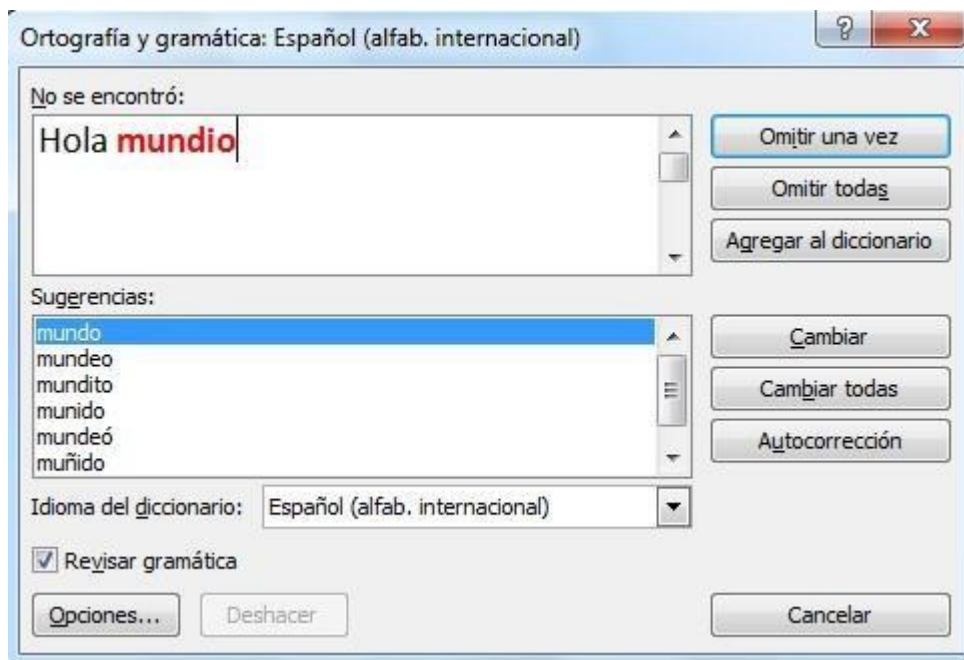 Ortografía y gramática: Español (alfab. internacional)
No se encontró:
Hola mundio
Omitir una vez
Omitir todas
Agregar al diccionario
Sugerencias:
mundo
mundeo
mundito
munido
mundeó
muñido
Cambiar
Cambiar todas
Autocorrección
Idioma del diccionario: Español (alfab. internacional)
Revisar gramática
Opciones... Deshacer Cancelar